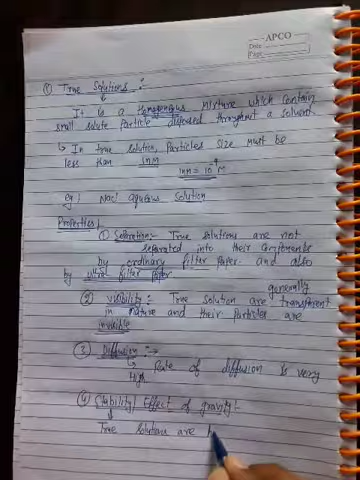 APCO
Date
Page
① True Solutions :
It is a Homogeneous mixture which contain
small solute particle dispersed throughout a solvent
↳ In true solution, particles size must be
less than 1nm
1nm = 10⁻⁹ M
eg: Nacl aqueous solution
Properties:
① Separation:- True solutions are not
separated into their components
by ordinary filter paper and also
by ultra filter paper
② visibility:- True solution are generally transparent
in nature and their particles are
invisible
③ Diffusion:→
↳ Rate of diffusion is very
high
④ Stability Effect of gravity:-
True solutions are